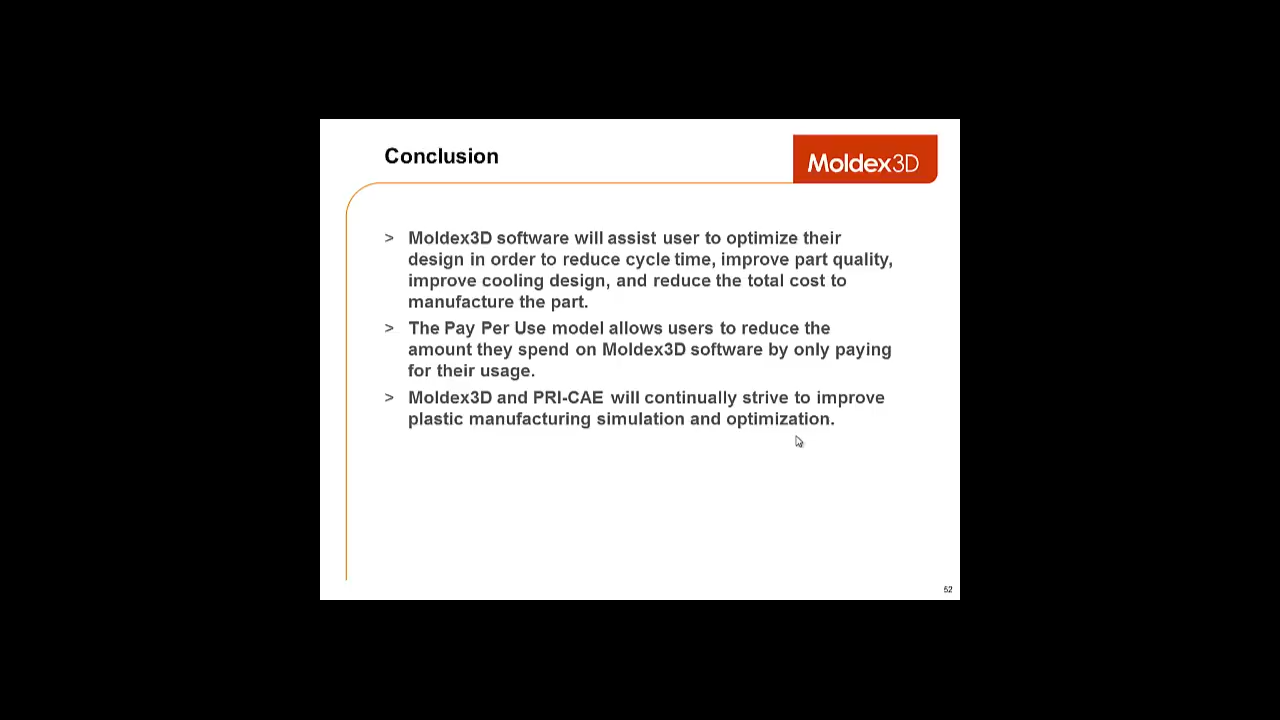 Conclusion
Moldex3D
> Moldex3D software will assist user to optimize their
design in order to reduce cycle time, improve part quality,
improve cooling design, and reduce the total cost to
manufacture the part.
> The Pay Per Use model allows users to reduce the
amount they spend on Moldex3D software by only paying
for their usage.
> Moldex3D and PRI-CAE will continually strive to improve
plastic manufacturing simulation and optimization.
52